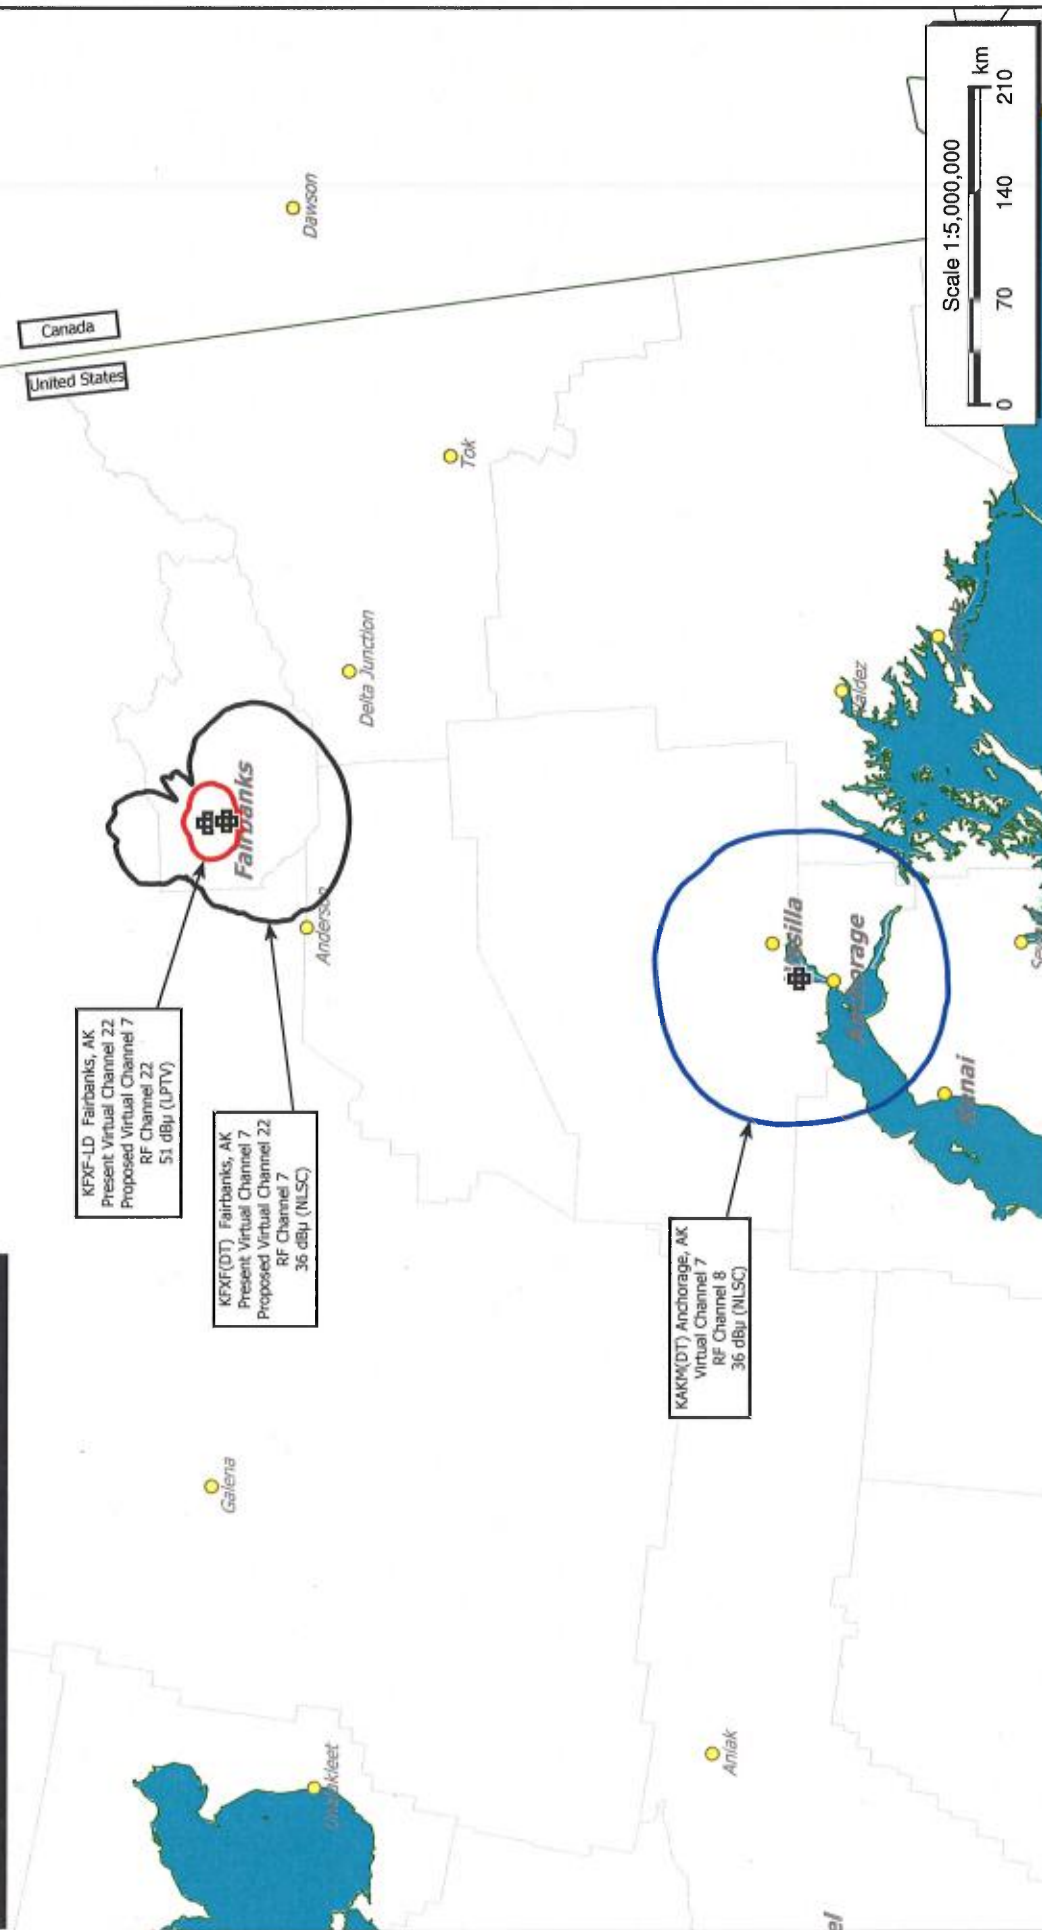 Canada
United States
Dawson
Tok
Delta Junction
Fairbanks
Anderson
KFXF-LD Fairbanks, AK
Present Virtual Channel 22
Proposed Virtual Channel 7
RF Channel 22
51 dBµ (LPTV)
KFXF(DT) Fairbanks, AK
Present Virtual Channel 7
Proposed Virtual Channel 22
RF Channel 7
36 dBµ (NLSC)
Galena
Valdez
Anchorage
Kenai
KAKM(DT) Anchorage, AK
Virtual Channel 7
RF Channel 8
36 dBµ (NLSC)
Aniak
Scale 1:5,000,000
0 70 140 210 km